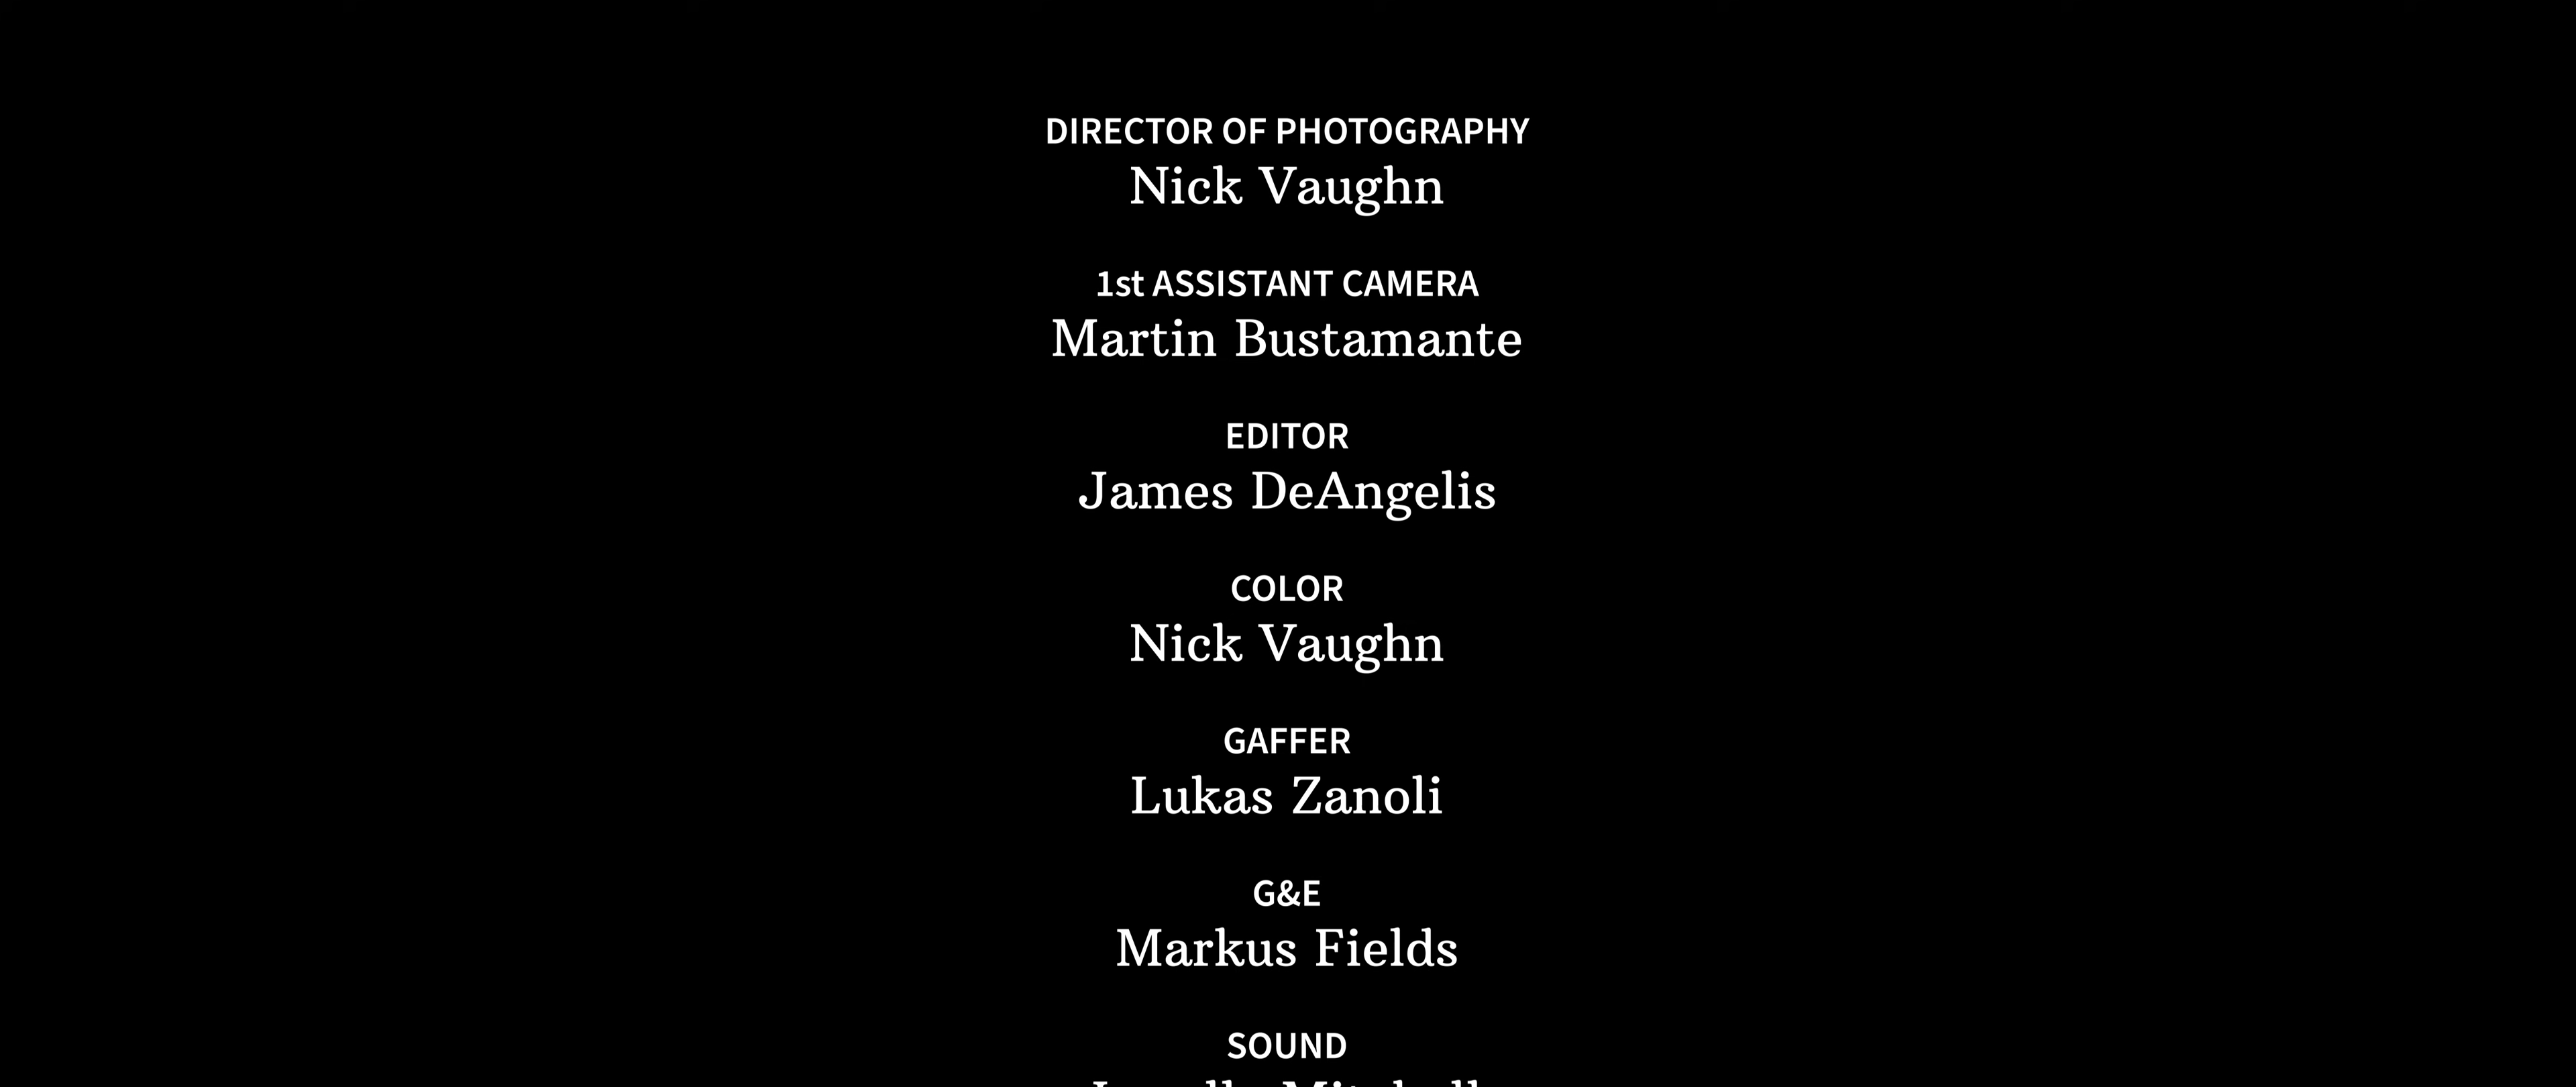 DIRECTOR OF PHOTOGRAPHY
Nick Vaughn
1st ASSISTANT CAMERA
Martin Bustamante
EDITOR
James DeAngelis
COLOR
Nick Vaughn
GAFFER
Lukas Zanoli
G&E
Markus Fields
SOUND